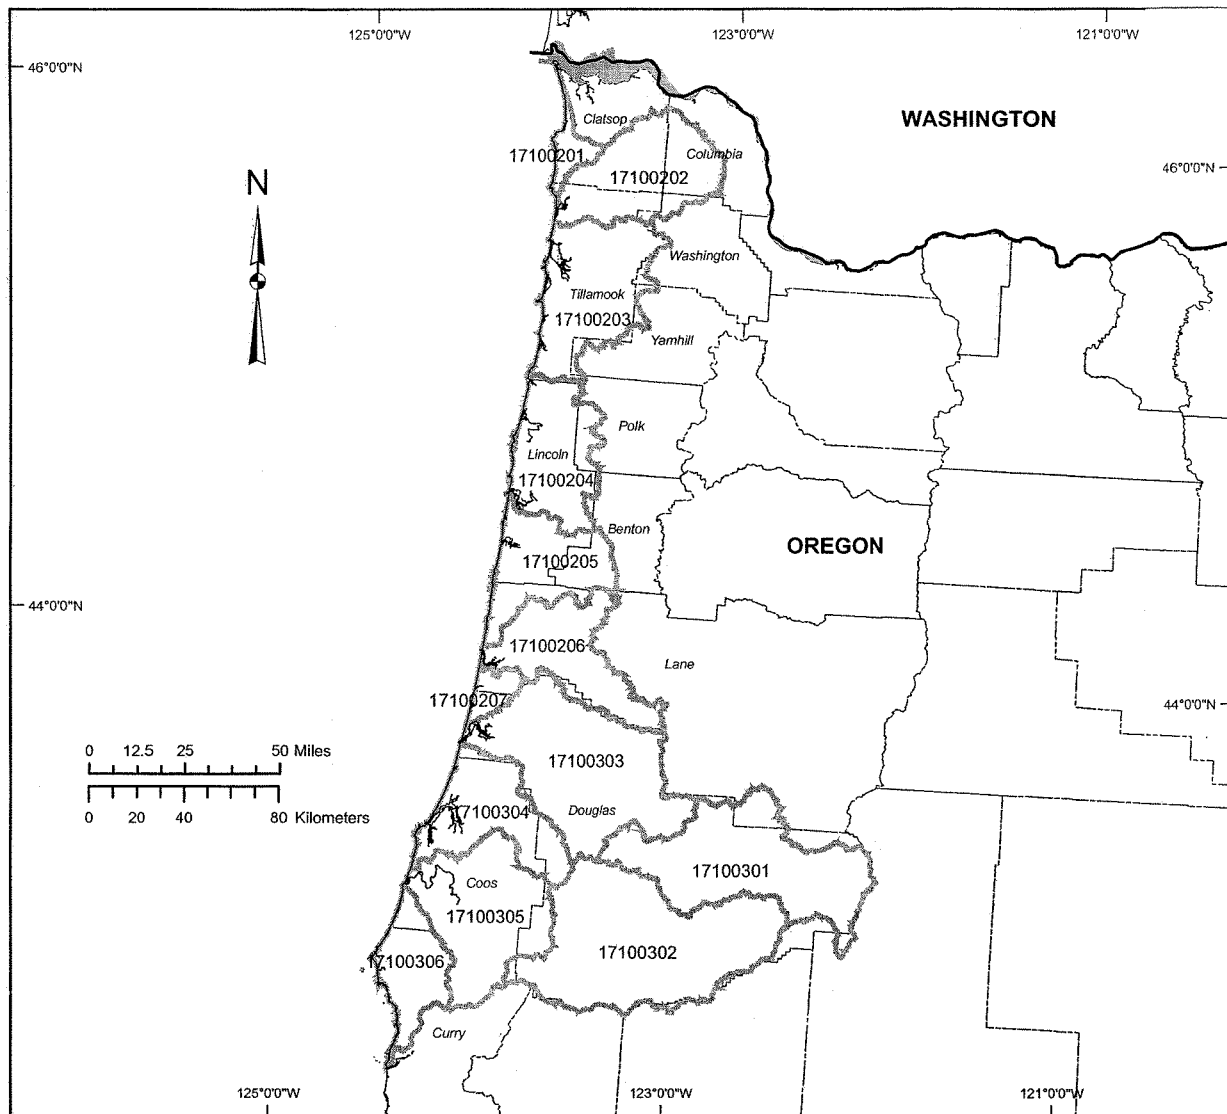 125°0'0"W
123°0'0"W
121°0'0"W
46°0'0"N
WASHINGTON
Clatsop
17100201
Columbia
46°0'0"N
17100202
N
Washington
Tillamook
17100203
Yamhill
Polk
Lincoln
17100204
Benton
OREGON
17100205
44°0'0"N
17100206
Lane
17100207
44°0'0"N
0 12.5 25 50 Miles
17100303
0 20 40 80 Kilometers
17100304
Douglas
17100301
Coos
17100305
17100302
17100306
Curry
125°0'0"W
123°0'0"W
121°0'0"W